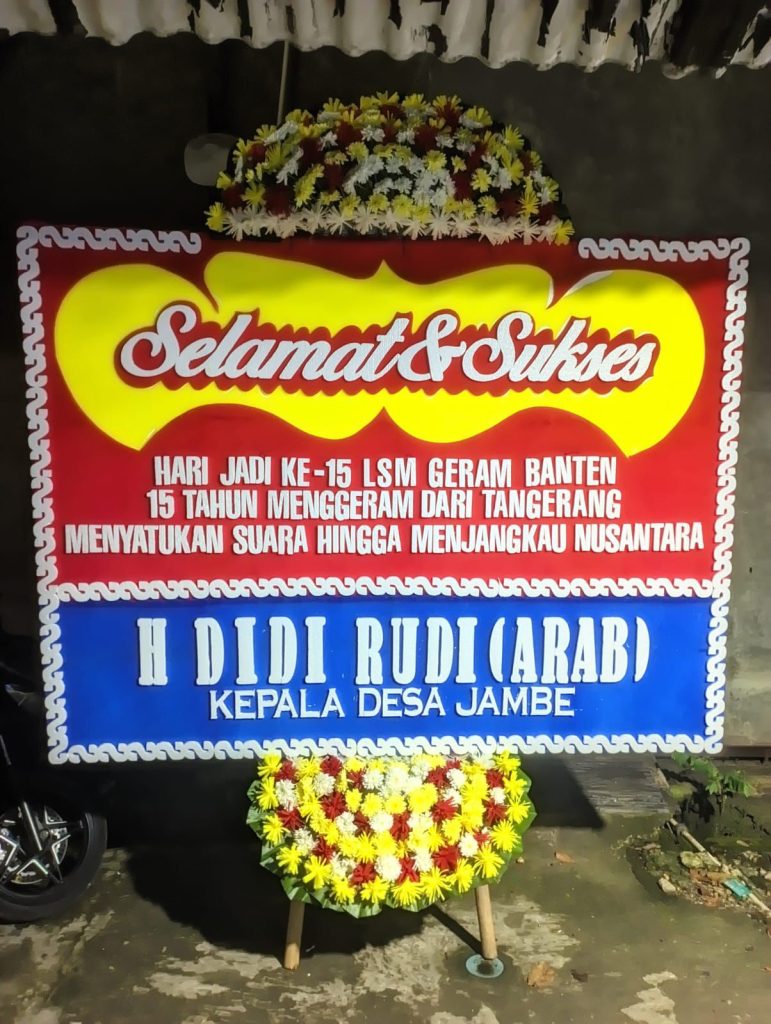 Selamat & Sukses
HARI JADI KE-15 LSM GERAM BANTEN
15 TAHUN MENGGERAM DARI TANGERANG
MENYATUKAN SUARA HINGGA MENJANGKAU NUSANTARA
H DIDI RUDI (ARAB)
KEPALA DESA JAMBE